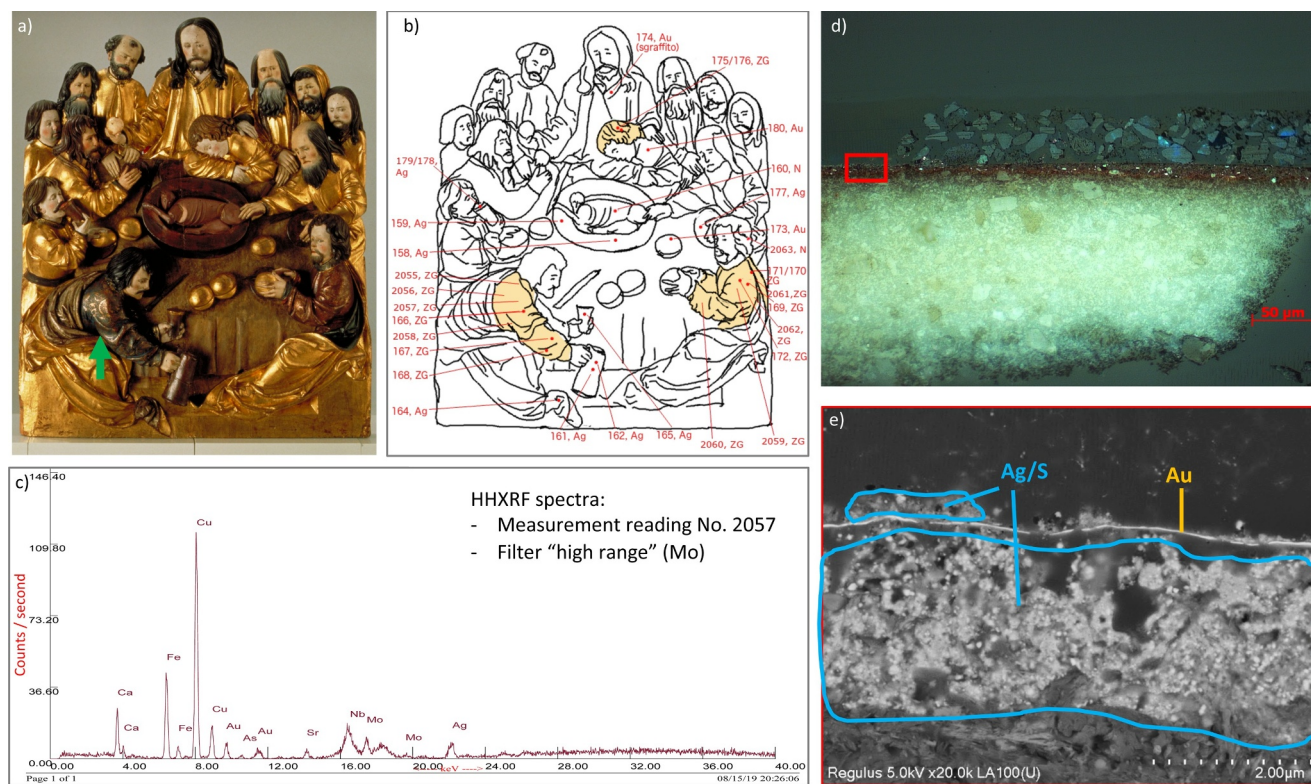 a)
b)
174, Au
(sgraffito)
175/176, ZG
180, Au
179/178,
Ag
160, N
177, Ag
159, Ag
173, Au
158, Ag
2063, N
2055, ZG
171/170
ZG
2056, ZG
2061,ZG
2057, ZG
169, ZG
166, ZG
2062,
ZG
2058, ZG
167, ZG
172, ZG
168, ZG
164, Ag
161, Ag
162, Ag
165, Ag
2060, ZG
2059, ZG
c)
146.40
109.80
73.20
36.60
0.00
Counts / second
HHXRF spectra:
- Measurement reading No. 2057
- Filter “high range” (Mo)
Ca
Ca
Fe
Fe
Cu
Cu
Au
As
Au
Sr
Nb
Mo
Mo
Ag
0.00 4.00 8.00 12.00 16.00 20.00 24.00 28.00 32.00 36.00 40.00
keV ---->
Page 1 of 1
08/15/19 20:26:06
d)
50 µm
e)
Ag/S
Au
Regulus 5.0kV x20.0k LA100(U)
2.00µm